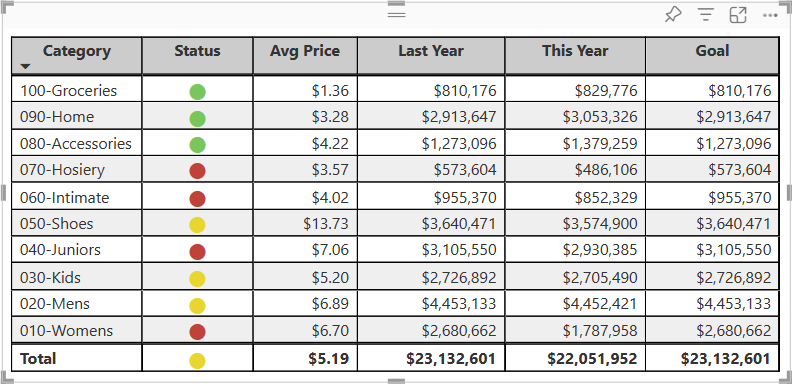 Category Status Avg Price Last Year This Year Goal
100-Groceries $1.36 $810,176 $829,776 $810,176
090-Home $3.28 $2,913,647 $3,053,326 $2,913,647
080-Accessories $4.22 $1,273,096 $1,379,259 $1,273,096
070-Hosiery $3.57 $573,604 $486,106 $573,604
060-Intimate $4.02 $955,370 $852,329 $955,370
050-Shoes $13.73 $3,640,471 $3,574,900 $3,640,471
040-Juniors $7.06 $3,105,550 $2,930,385 $3,105,550
030-Kids $5.20 $2,726,892 $2,705,490 $2,726,892
020-Mens $6.89 $4,453,133 $4,452,421 $4,453,133
010-Womens $6.70 $2,680,662 $1,787,958 $2,680,662
Total $5.19 $23,132,601 $22,051,952 $23,132,601